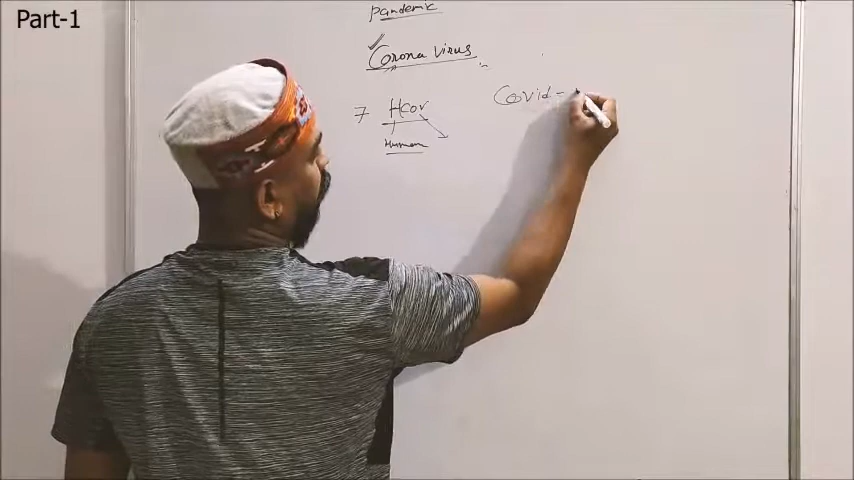 Part-1
Pandemic
Corona Virus
7 HCov
Covid -
Human